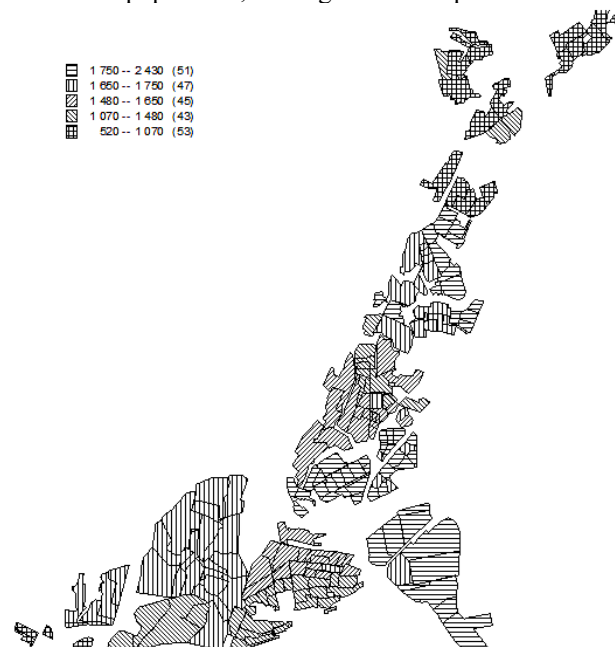 1 750 -- 2 430 (51)
1 650 -- 1 750 (47)
1 480 -- 1 650 (45)
1 070 -- 1 480 (43)
520 -- 1 070 (53)